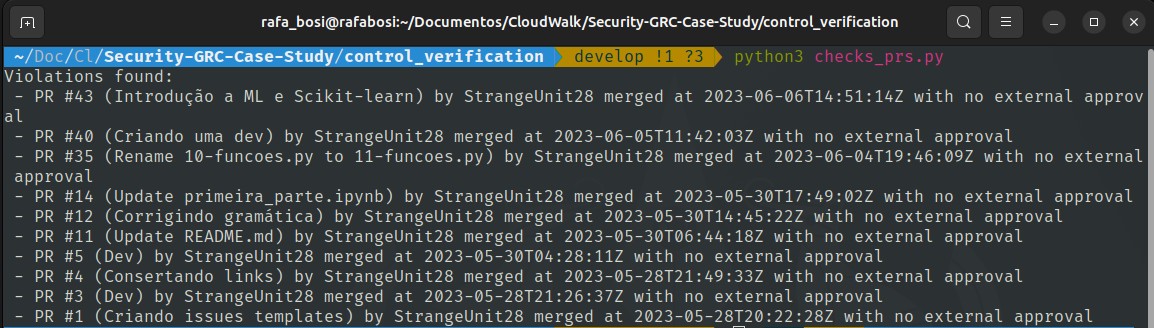 rafa_bosi@rafabosi:~/Documentos/CloudWalk/Security-GRC-Case-Study/control_verification
~/Doc/Cl/Security-GRC-Case-Study/control_verification develop !1 ?3 python3 checks_prs.py
Violations found:
- PR #43 (Introdução a ML e Scikit-learn) by StrangeUnit28 merged at 2023-06-06T14:51:14Z with no external approv
al
- PR #40 (Criando uma dev) by StrangeUnit28 merged at 2023-06-05T11:42:03Z with no external approval
- PR #35 (Rename 10-funcoes.py to 11-funcoes.py) by StrangeUnit28 merged at 2023-06-04T19:46:09Z with no external
approval
- PR #14 (Update primeira_parte.ipynb) by StrangeUnit28 merged at 2023-05-30T17:49:02Z with no external approval
- PR #12 (Corrigindo gramática) by StrangeUnit28 merged at 2023-05-30T14:45:22Z with no external approval
- PR #11 (Update README.md) by StrangeUnit28 merged at 2023-05-30T06:44:18Z with no external approval
- PR #5 (Dev) by StrangeUnit28 merged at 2023-05-30T04:28:11Z with no external approval
- PR #4 (Consertando links) by StrangeUnit28 merged at 2023-05-28T21:49:33Z with no external approval
- PR #3 (Dev) by StrangeUnit28 merged at 2023-05-28T21:26:37Z with no external approval
- PR #1 (Criando issues templates) by StrangeUnit28 merged at 2023-05-28T20:22:28Z with no external approval